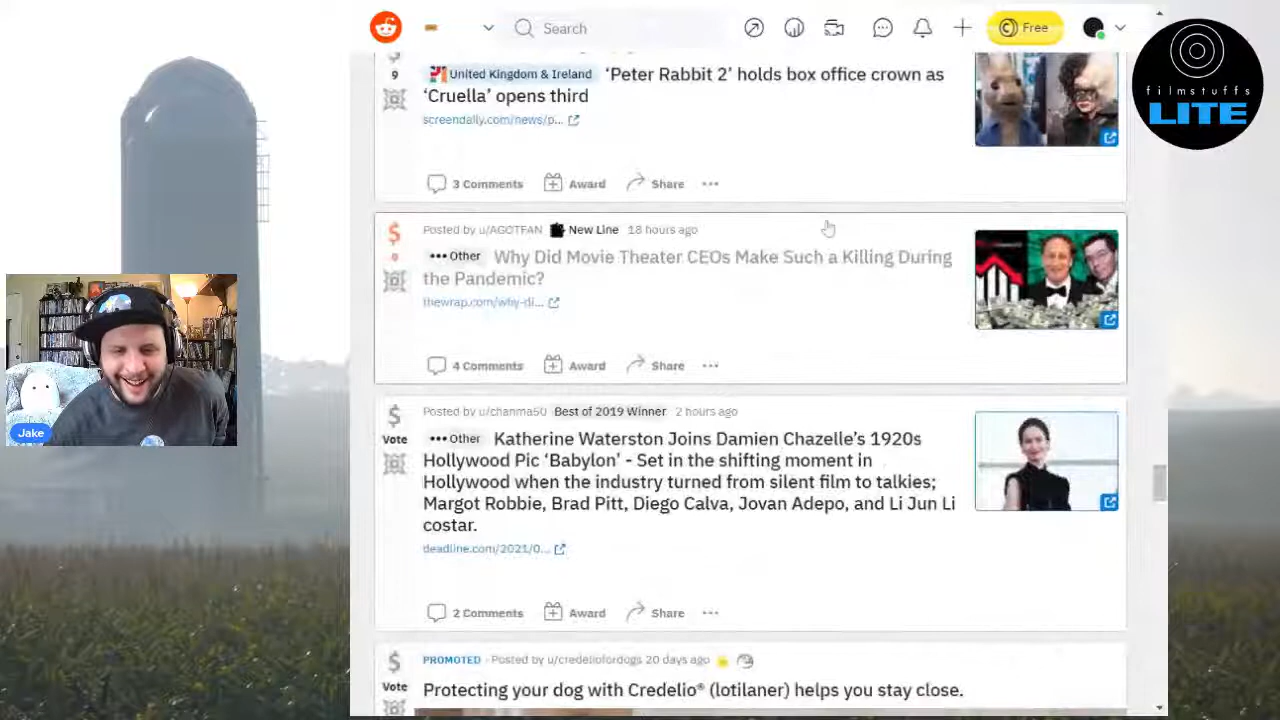 Search
Free
filmstuffs
LITE
9
United Kingdom & Ireland
'Peter Rabbit 2' holds box office crown as
'Cruella' opens third
screendaily.com/news/p...
3 Comments
Award
Share
Posted by u/AGOTFAN
New Line
18 hours ago
0
Other
Why Did Movie Theater CEOs Make Such a Killing During
the Pandemic?
thewrap.com/why-di...
4 Comments
Award
Share
Posted by u/chanma50
Best of 2019 Winner
2 hours ago
Vote
Other
Katherine Waterston Joins Damien Chazelle's 1920s
Hollywood Pic 'Babylon' - Set in the shifting moment in
Hollywood when the industry turned from silent film to talkies;
Margot Robbie, Brad Pitt, Diego Calva, Jovan Adepo, and Li Jun Li
costar.
deadline.com/2021/0...
2 Comments
Award
Share
PROMOTED · Posted by u/credeliofordogs 20 days ago
Vote
Protecting your dog with Credelio® (lotilaner) helps you stay close.
Jake